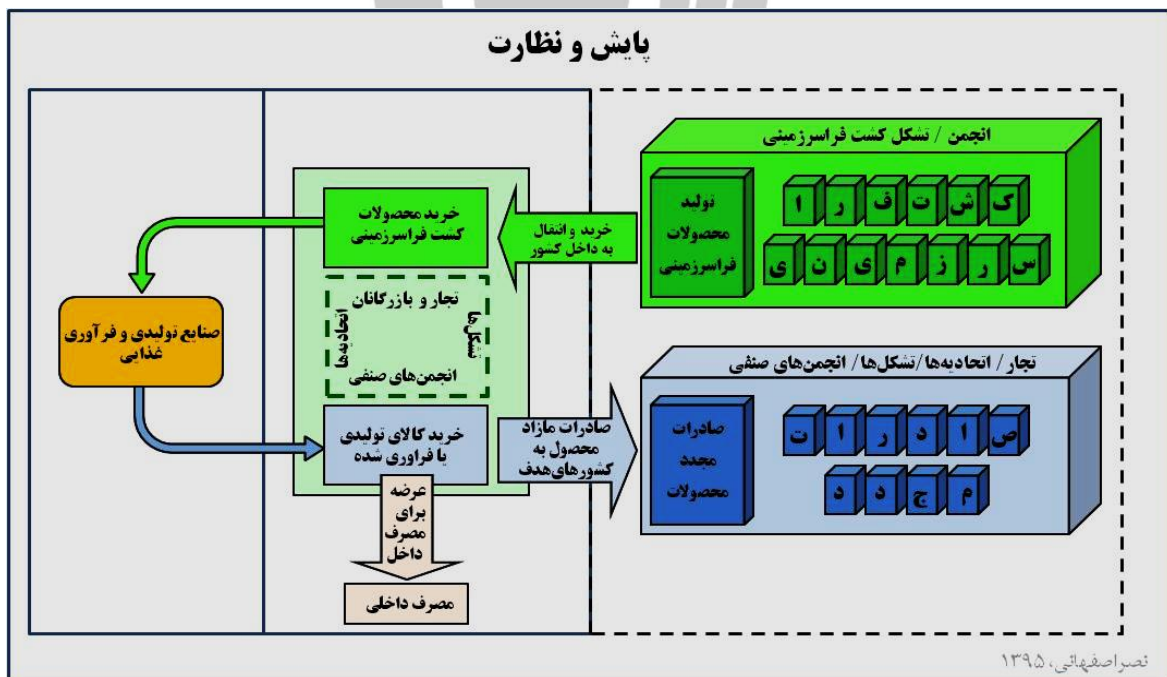 پایش و نظارت
انجمن / تشکل کشت فراسرزمینی
ک ش ت ف ر ا
س ر ز م ی ن ی
تولید
محصولات
فراسرزمینی
خرید و انتقال
به داخل کشور
خرید محصولات
کشت فراسرزمینی
تجار و بازرگانان
تشکل‌ها
اتحادیه‌ها
انجمن‌های صنفی
صنایع تولیدی و فرآوری
غذایی
خرید کالای تولیدی
یا فراوری شده
صادرات مازاد
محصول به
کشورهای‌هدف
تجار / اتحادیه‌ها/تشکل‌ها / انجمن‌های صنفی
صادرات
مجدد
محصولات
ص ا د ر ا ت
م ج د د
عرضه
برای
مصرف
داخل
مصرف داخلی
نصراصفهانی، ۱۳۹۵